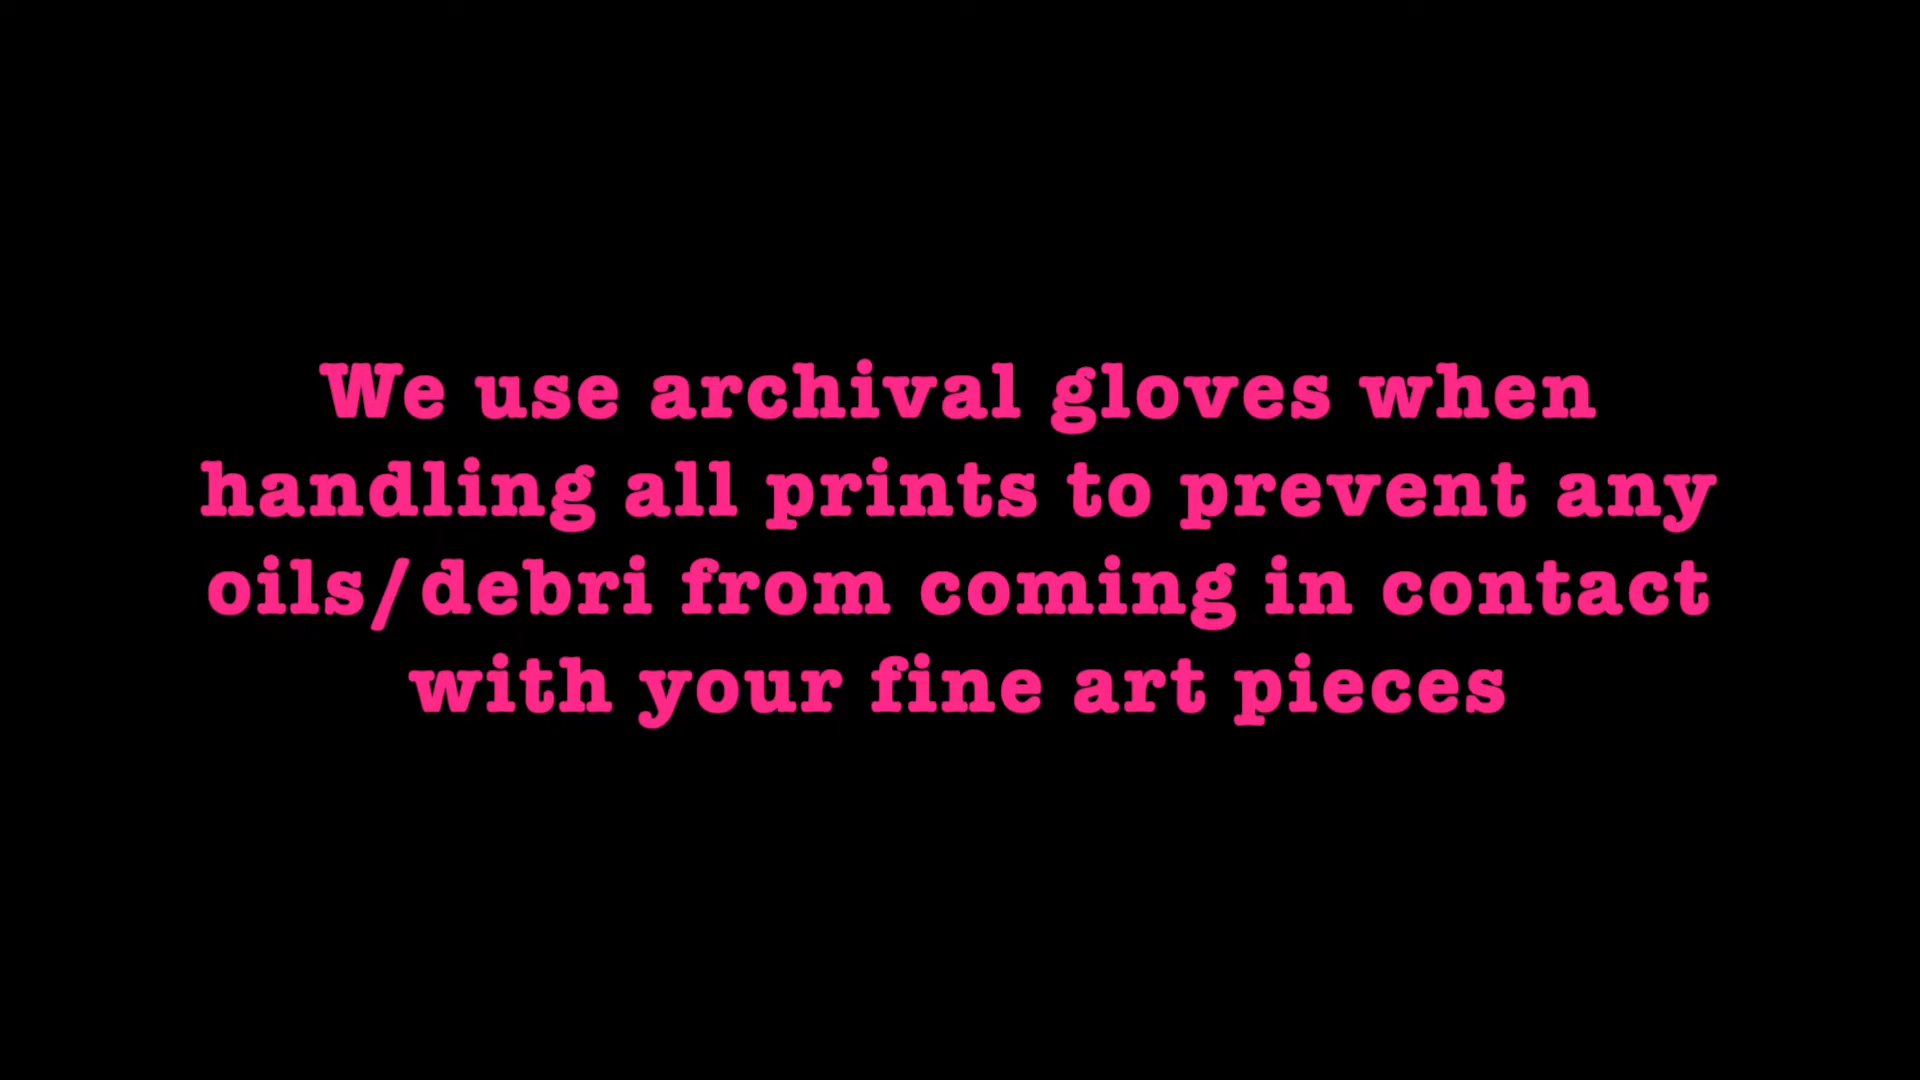 We use archival gloves when
handling all prints to prevent any
oils/debri from coming in contact
with your fine art pieces